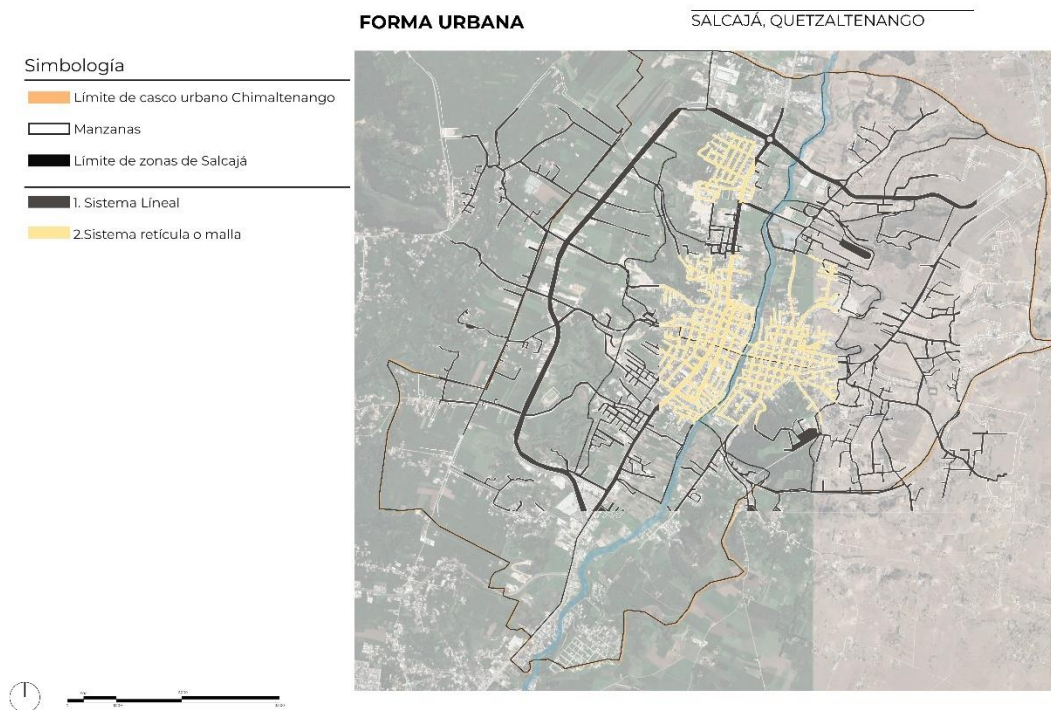 FORMA URBANA
SALCAJÁ, QUETZALTENANGO
Simbología
Límite de casco urbano Chimaltenango
Manzanas
Límite de zonas de Salcajá
1. Sistema Líneal
2.Sistema retícula o malla